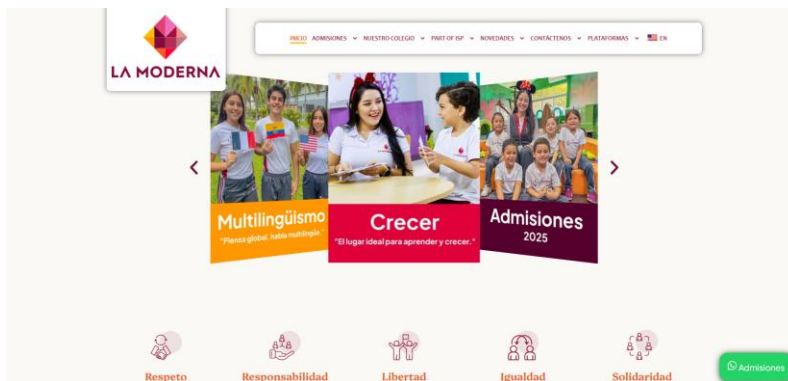 LA MODERNA
INICIO ADMISIONES NUESTRO COLEGIO PART OF ISP NOVEDADES CONTÁCTENOS PLATAFORMAS EN
Multilingüismo
"Piensa global, habla multilingüe."
Crecer
"El lugar ideal para aprender y crecer."
Admisiones
2025
Respeto
Responsabilidad
Libertad
Igualdad
Solidaridad
Admisiones